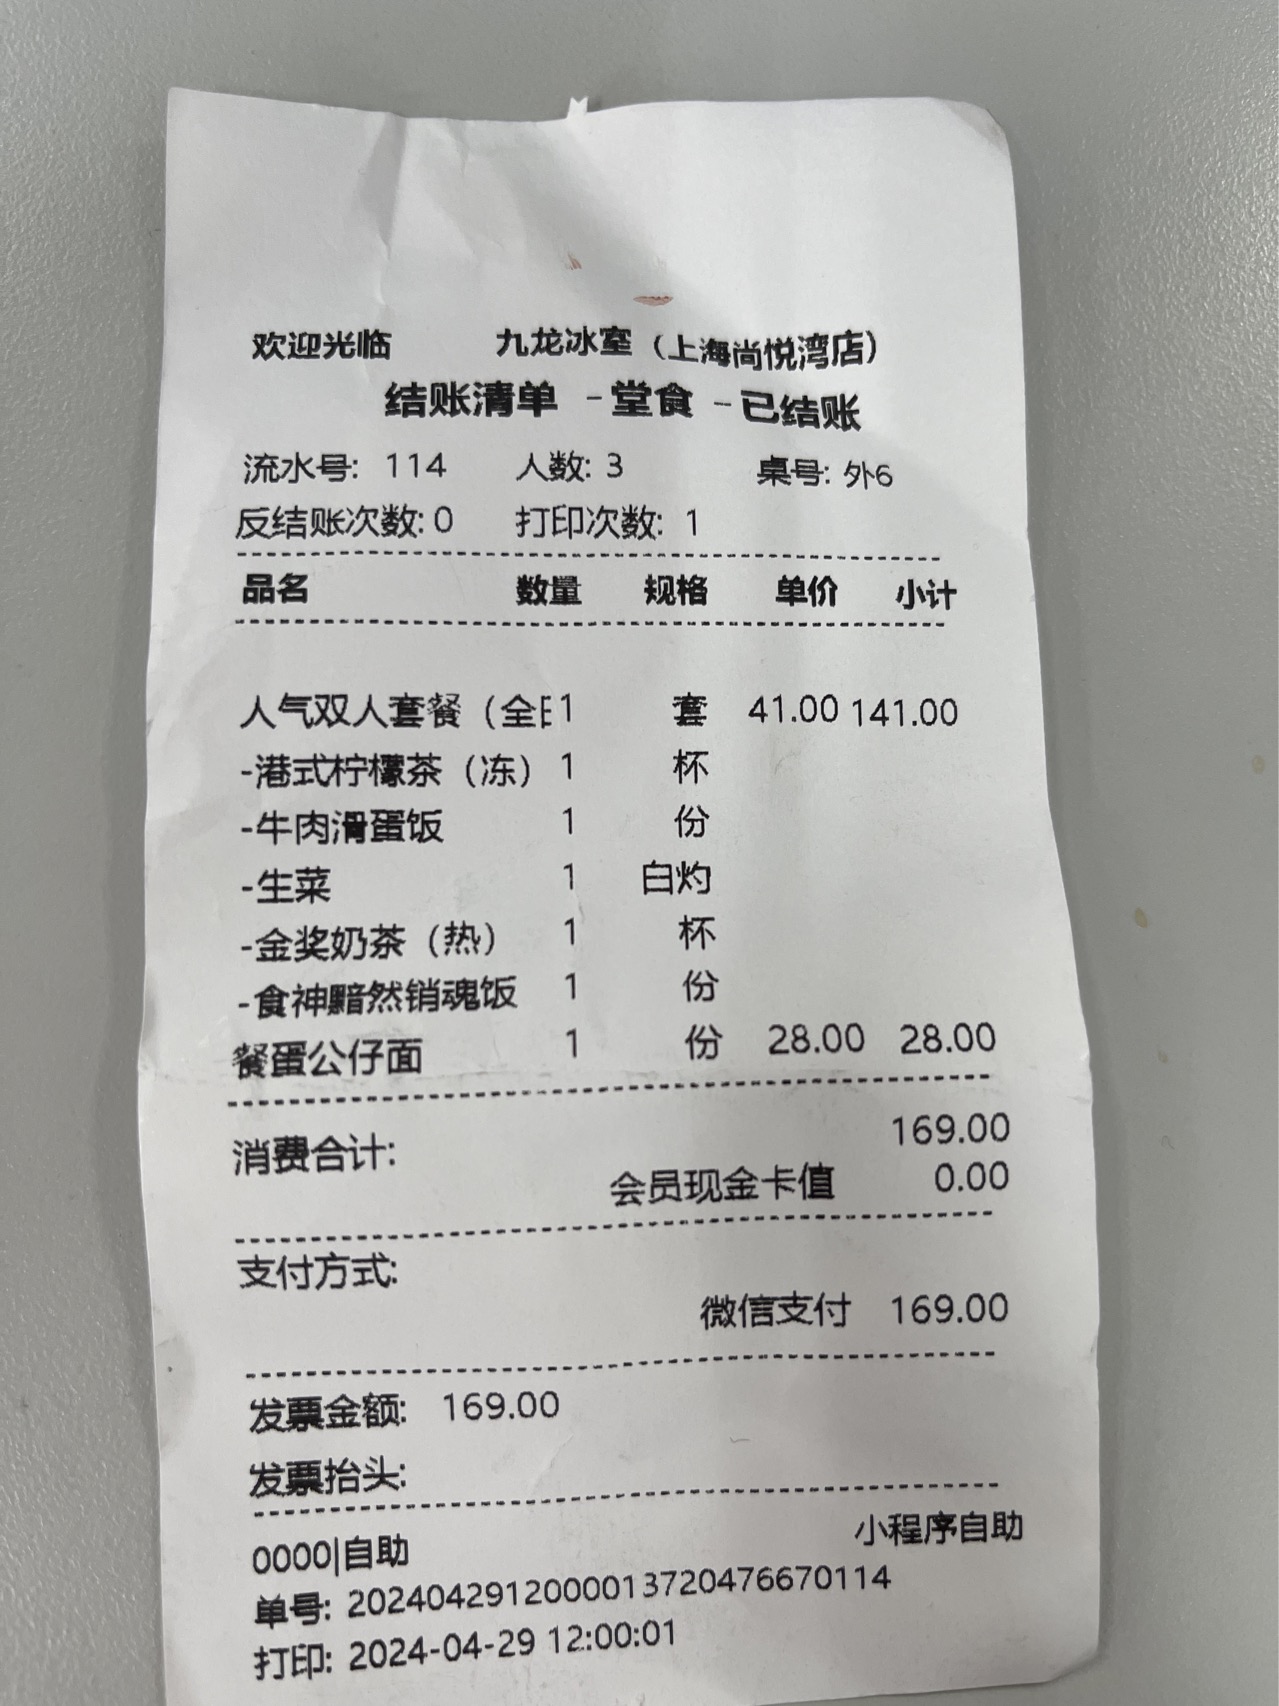 欢迎光临 九龙冰室（上海尚悦湾店）
结账清单 -堂食 -已结账
流水号: 114 人数: 3 桌号: 外6
反结账次数: 0 打印次数: 1
品名 数量 规格 单价 小计
人气双人套餐（全日1 套 41.00 141.00
-港式柠檬茶（冻） 1 杯
-牛肉滑蛋饭 1 份
-生菜 1 白灼
-金奖奶茶（热） 1 杯
-食神黯然销魂饭 1 份
餐蛋公仔面 1 份 28.00 28.00
消费合计: 169.00
会员现金卡值 0.00
支付方式:
微信支付 169.00
发票金额: 169.00
发票抬头:
0000|自助 小程序自助
单号: 2024042912000013720476670114
打印: 2024-04-29 12:00:01